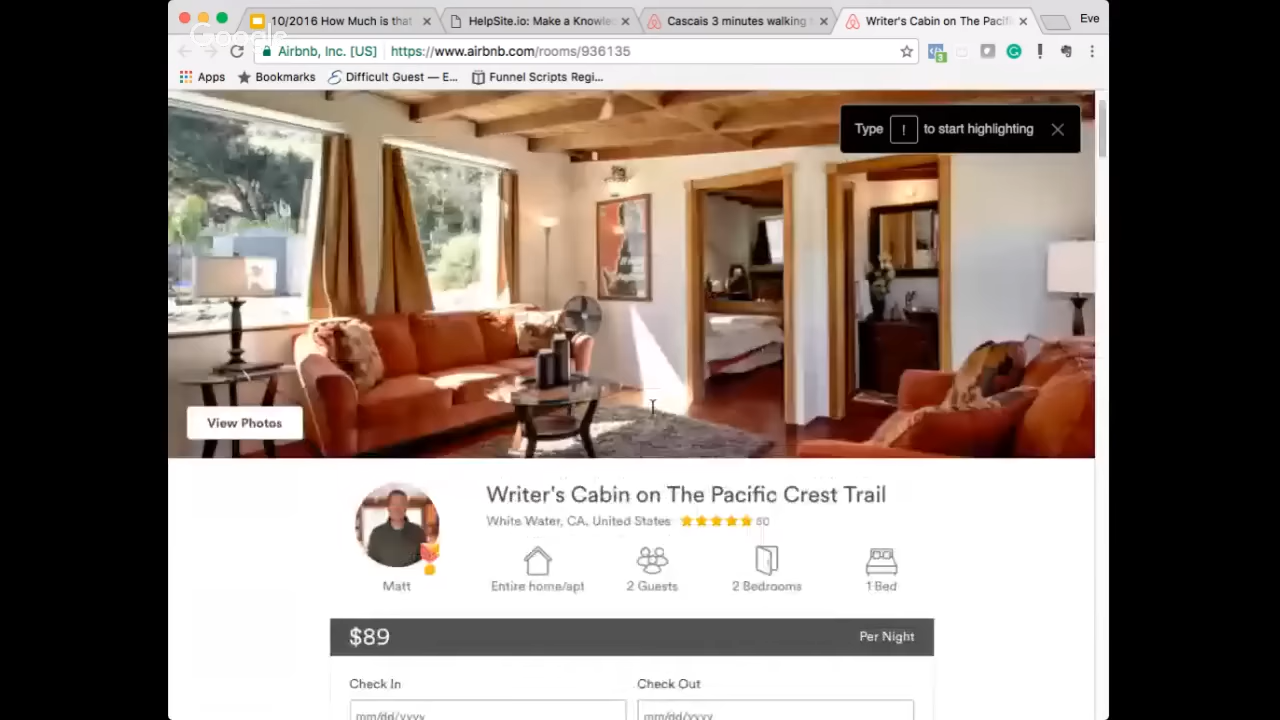 10/2016 How Much is that
HelpSite.io: Make a Knowle
Cascais 3 minutes walking
Writer's Cabin on The Pacifi
Eve
Google
Airbnb, Inc. [US]
https://www.airbnb.com/rooms/936135
3
Apps
Bookmarks
Difficult Guest — E...
Funnel Scripts Regi...
Type ! to start highlighting
View Photos
Writer's Cabin on The Pacific Crest Trail
White Water, CA, United States
Matt
Entire home/apt
2 Guests
2 Bedrooms
1 Bed
$89
Per Night
Check In
Check Out
mm/dd/yyyy
mm/dd/yyyy